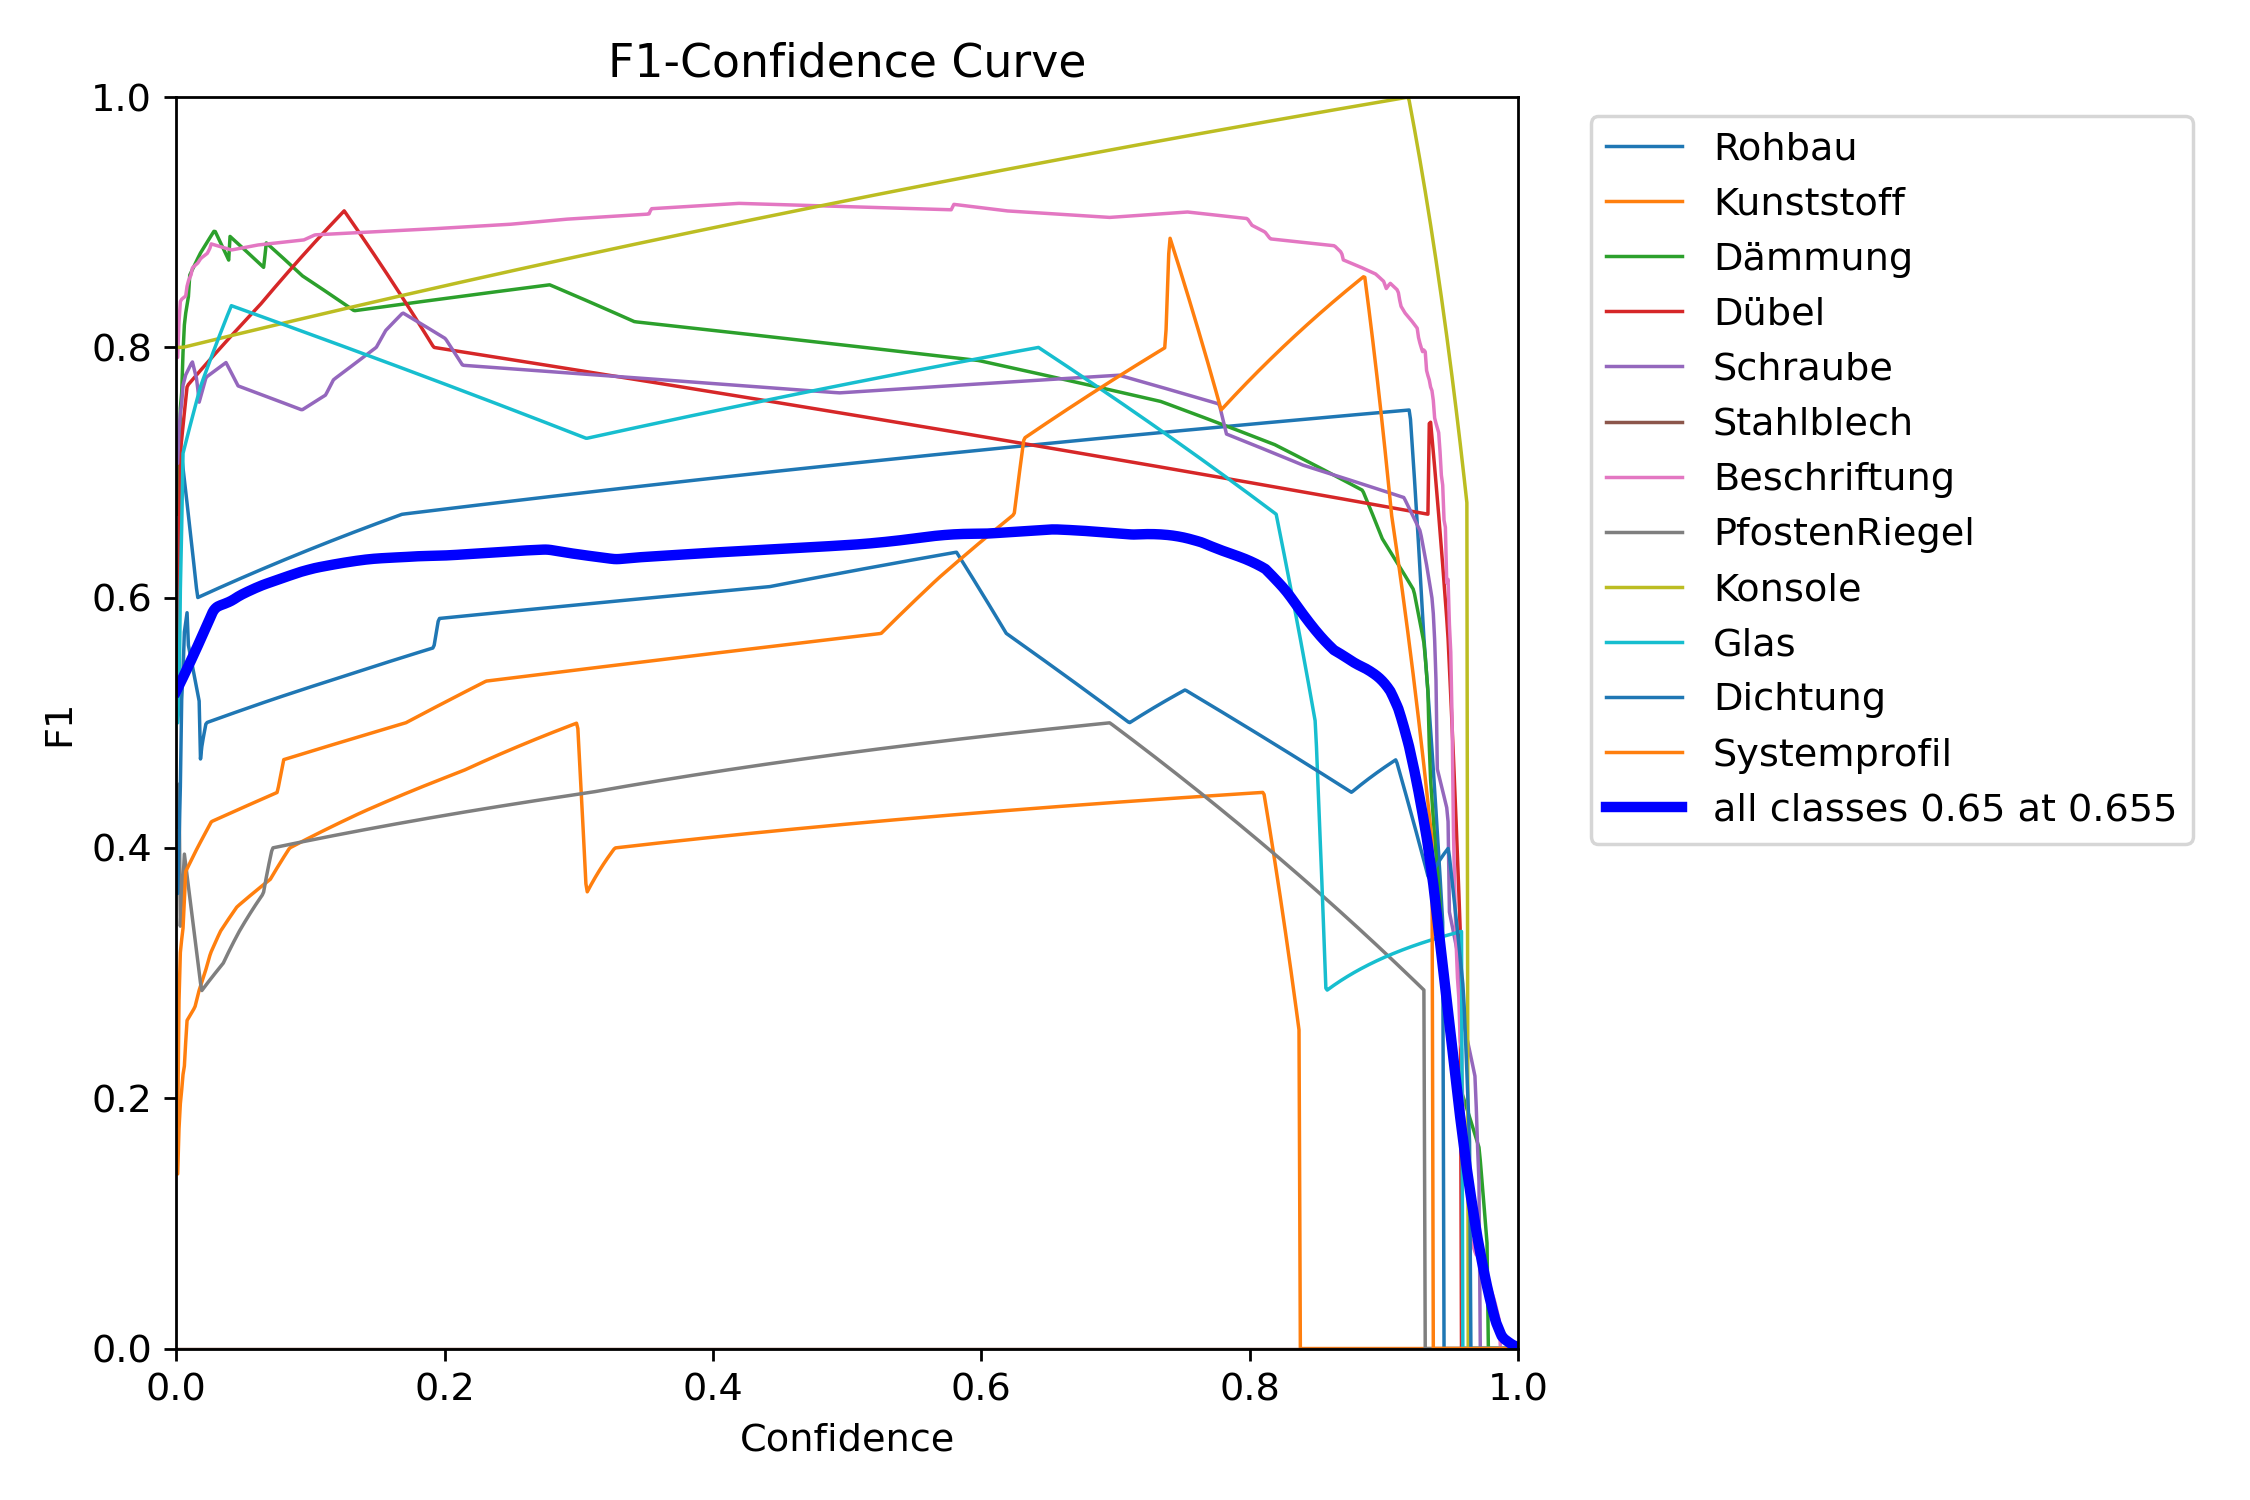 F1-Confidence Curve
1.0
0.8
0.6
0.4
0.2
0.0
F1
0.0 0.2 0.4 0.6 0.8 1.0
Confidence
Rohbau
Kunststoff
Dämmung
Dübel
Schraube
Stahlblech
Beschriftung
PfostenRiegel
Konsole
Glas
Dichtung
Systemprofil
all classes 0.65 at 0.655